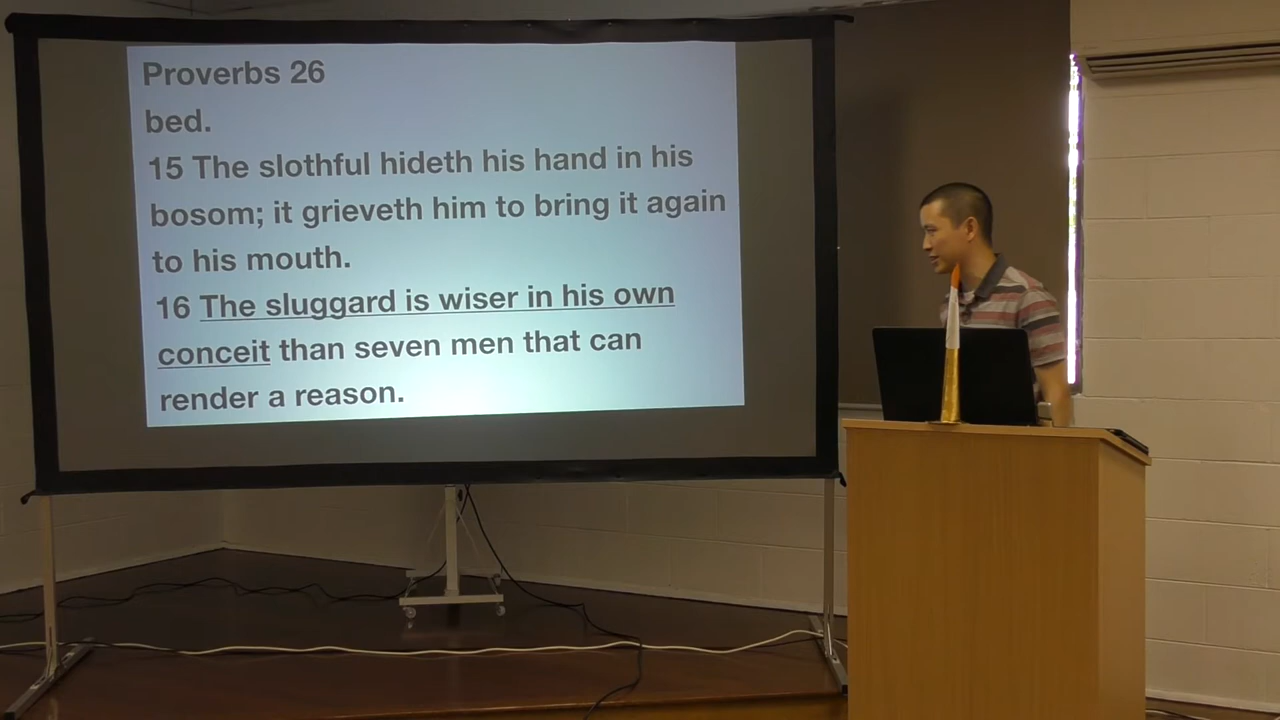 Proverbs 26
bed.
15 The slothful hideth his hand in his
bosom; it grieveth him to bring it again
to his mouth.
16 The sluggard is wiser in his own
conceit than seven men that can
render a reason.